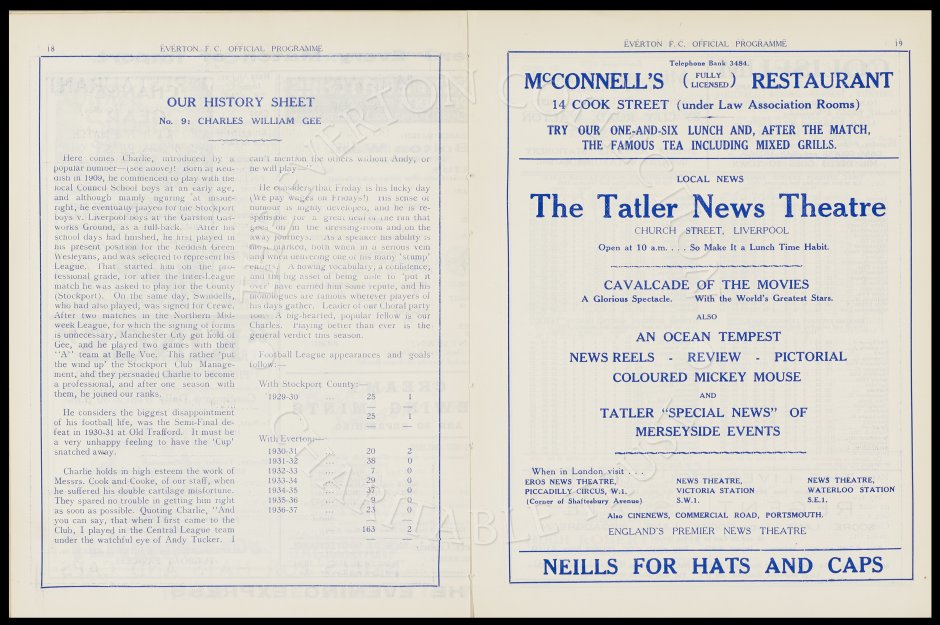 18
EVERTON F. C. OFFICIAL PROGRAMME
OUR HISTORY SHEET
No. 9: CHARLES WILLIAM GEE
Here comes Charlie, introduced by a
popular number—(see above)! Born at Red-
dish in 1909, he commenced to play with the
local Council School boys at an early age,
and although mainly figuring at inside-
right, he eventually played for the Stockport
boys v. Liverpool boys at the Garston Gas-
works Ground, as a full-back. After his
school days had finished, he first played in
his present position for the Reddish Green
Wesleyans, and was selected to represent his
League. That started him on the pro-
fessional grade, for after the Inter-League
match he was asked to play for the County
(Stockport). On the same day, Swindells,
who had also played, was signed for Crewe.
After two matches in the Northern Mid-
week League, for which the signing of forms
is unnecessary, Manchester City got hold of
Gee, and he played two games with their
"A" team at Belle Vue. This rather 'put
the wind up' the Stockport Club Manage-
ment, and they persuaded Charlie to become
a professional, and after one season with
them, he joined our ranks.
He considers the biggest disappointment
of his football life, was the Semi-Final de-
feat in 1930-31 at Old Trafford. It must be
a very unhappy feeling to have the 'Cup'
snatched away.
Charlie holds in high esteem the work of
Messrs. Cook and Cooke, of our staff, when
he suffered his double cartilage misfortune.
They spared no trouble in getting him right
as soon as possible. Quoting Charlie, "And
you can say, that when I first came to the
Club, I played in the Central League team
under the watchful eye of Andy Tucker. I
can't mention the others without Andy, or
he will play
He considers that Friday is his lucky day
(We pay wages on Fridays!) His sense of
humour is highly developed, and he is re-
sponsible for a great deal of the fun that
goes on in the dressing-room and on the
away journeys. As a speaker his ability is
marked, both when in a serious vein
and when delivering one of his many 'stump'
efforts. A flowing vocabulary; a confidence;
and the big asset of being able to 'put it
over' have earned him some repute, and his
monologues are famous wherever players of
his days gather. Leader of our Choral party
too. A big-hearted, popular fellow is our
Charles. Playing better than ever is the
general verdict this season.
Football League appearances and goals
follow:—
With Stockport County:—
1929-30 ... 25 1
— —
25 1
— —
With Everton:—
1930-31 ... 20 2
1931-32 ... 38 0
1932-33 ... 7 0
1933-34 ... 29 0
1934-35 ... 37 0
1935-36 ... 9 0
1936-37 ... 23 0
— —
163 2
— —
EVERTON F. C. OFFICIAL PROGRAMME
19
Telephone Bank 3484.
McCONNELL'S (FULLY LICENSED) RESTAURANT
14 COOK STREET (under Law Association Rooms)
TRY OUR ONE-AND-SIX LUNCH AND, AFTER THE MATCH,
THE FAMOUS TEA INCLUDING MIXED GRILLS.
LOCAL NEWS
The Tatler News Theatre
CHURCH STREET, LIVERPOOL
Open at 10 a.m. . . . So Make It a Lunch Time Habit.
CAVALCADE OF THE MOVIES
A Glorious Spectacle. With the World's Greatest Stars.
ALSO
AN OCEAN TEMPEST
NEWS REELS - REVIEW - PICTORIAL
COLOURED MICKEY MOUSE
AND
TATLER "SPECIAL NEWS" OF
MERSEYSIDE EVENTS
When in London visit . . .
EROS NEWS THEATRE, NEWS THEATRE, NEWS THEATRE,
PICCADILLY CIRCUS, W.1. VICTORIA STATION WATERLOO STATION
(Corner of Shaftesbury Avenue) S.W.1. S.E.1.
Also CINENEWS, COMMERCIAL ROAD, PORTSMOUTH.
ENGLAND'S PREMIER NEWS THEATRE
NEILLS FOR HATS AND CAPS